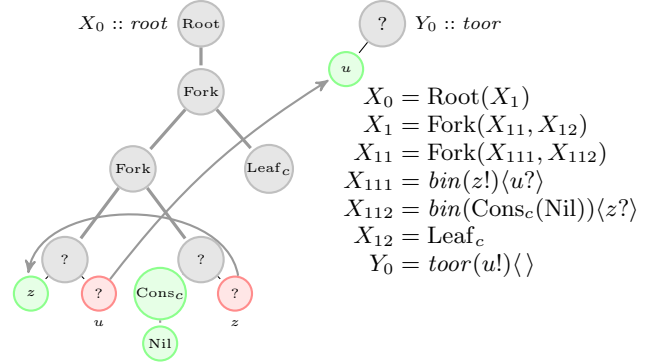 X₀ :: root
Root
?
Y₀ :: toor
u
Fork
X₀ = Root(X₁)
X₁ = Fork(X₁₁, X₁₂)
X₁₁ = Fork(X₁₁₁, X₁₁₂)
X₁₁₁ = bin(z!)⟨u?⟩
X₁₁₂ = bin(Cons_c(Nil))⟨z?⟩
X₁₂ = Leaf_c
Y₀ = toor(u!)⟨ ⟩
Fork
Leaf_c
?
?
z
?
Cons_c
?
u
z
Nil